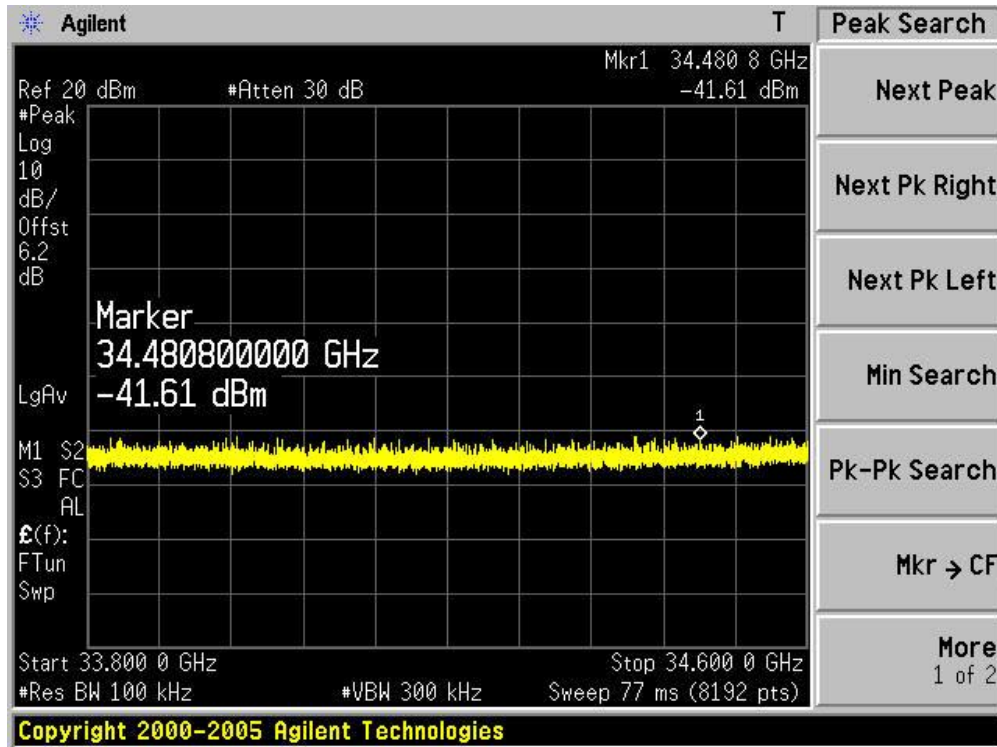 Agilent T Peak Search
Mkr1 34.480 8 GHz
Ref 20 dBm #Atten 30 dB -41.61 dBm
#Peak
Log
10
dB/
Offst
6.2
dB
Marker
34.480800000 GHz
-41.61 dBm
LgAv
1
M1 S2
S3 FC
AL
£(f):
FTun
Swp
Start 33.800 0 GHz Stop 34.600 0 GHz
#Res BW 100 kHz #VBW 300 kHz Sweep 77 ms (8192 pts)
Copyright 2000-2005 Agilent Technologies
Next Peak
Next Pk Right
Next Pk Left
Min Search
Pk-Pk Search
Mkr → CF
More
1 of 2